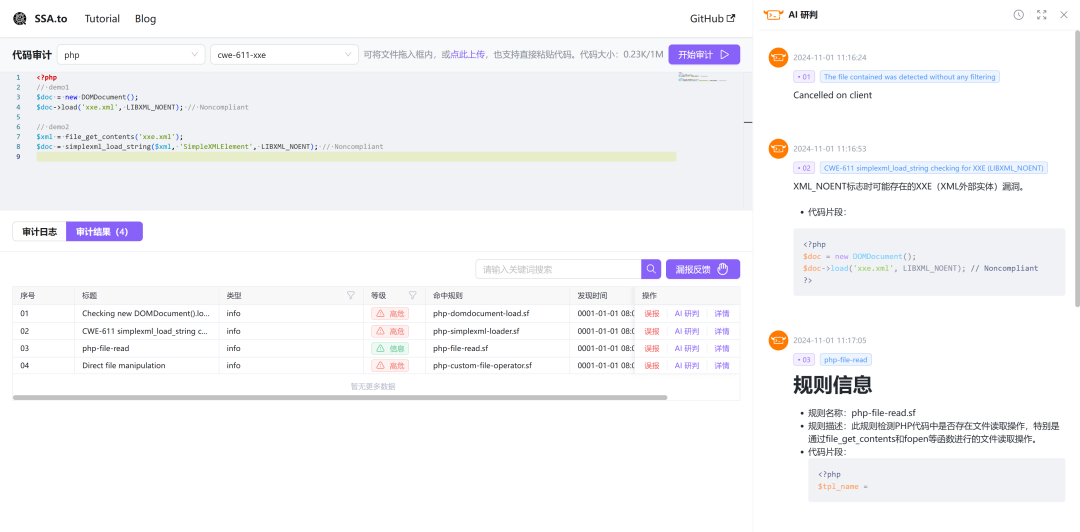 SSA.to Tutorial Blog GitHub
代码审计 php cwe-611-xxe 可将文件拖入框内，或点此上传，也支持直接粘贴代码。代码大小：0.23K/1M 开始审计
1 <?php
2 // demo1
3 $doc = new DOMDocument();
4 $doc->load('xxe.xml', LIBXML_NOENT); // Noncompliant
5
6 // demo2
7 $xml = file_get_contents('xxe.xml');
8 $doc = simplexml_load_string($xml, 'SimpleXMLElement', LIBXML_NOENT); // Noncompliant
9
审计日志 审计结果（4）
请输入关键词搜索 漏报反馈
序号 标题 类型 等级 命中规则 发现时间 操作
01 Checking new DOMDocument().lo... info 高危 php-domdocument-load.sf 0001-01-01 08:0 误报 AI 研判 详情
02 CWE-611 simplexml_load_string c... info 高危 php-simplexml-loader.sf 0001-01-01 08:0 误报 AI 研判 详情
03 php-file-read info 信息 php-file-read.sf 0001-01-01 08:0 误报 AI 研判 详情
04 Direct file manipulation info 高危 php-custom-file-operator.sf 0001-01-01 08:0 误报 AI 研判 详情
暂无更多数据
AI 研判
2024-11-01 11:16:24
• 01 The file contained was detected without any filtering
Cancelled on client
2024-11-01 11:16:53
• 02 CWE-611 simplexml_load_string checking for XXE (LIBXML_NOENT)
XML_NOENT标志时可能存在的XXE（XML外部实体）漏洞。
• 代码片段：
<?php
$doc = new DOMDocument();
$doc->load('xxe.xml', LIBXML_NOENT); // Noncompliant
?>
2024-11-01 11:17:05
• 03 php-file-read
规则信息
• 规则名称：php-file-read.sf
• 规则描述：此规则检测PHP代码中是否存在文件读取操作，特别是
通过file_get_contents和fopen等函数进行的文件读取操作。
• 代码片段：
<?php
$tpl_name =